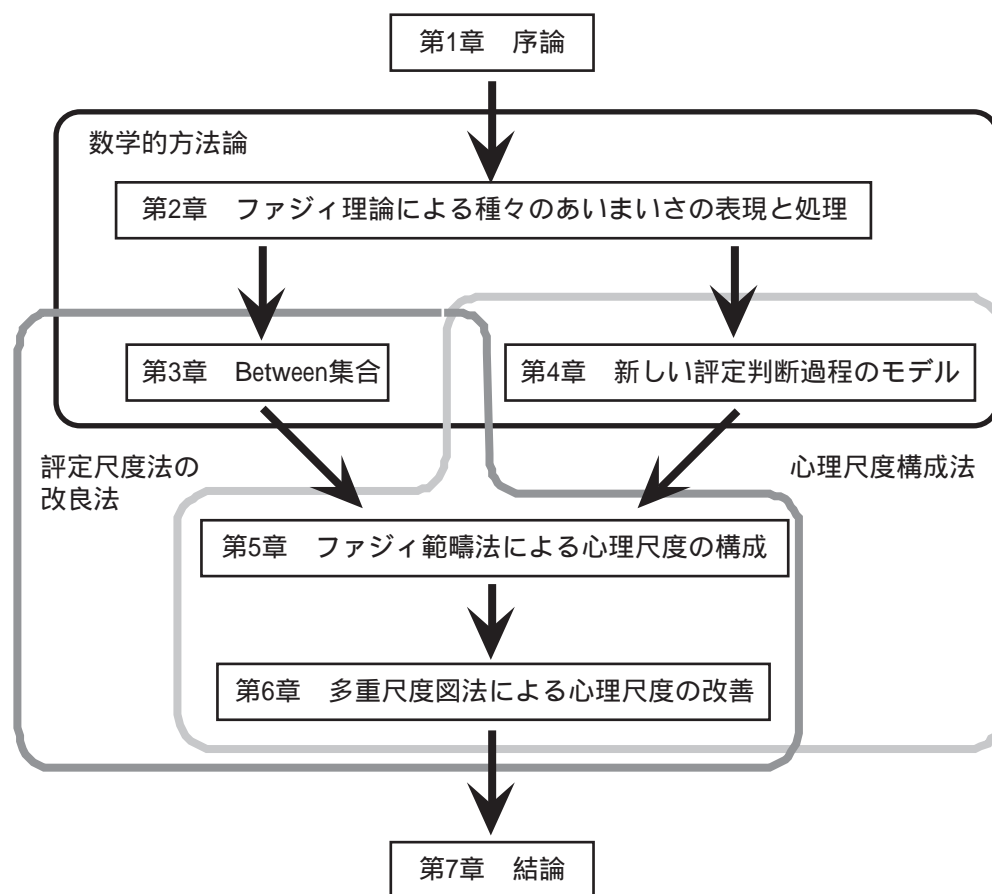 第1章　序論
数学的方法論
第2章　ファジィ理論による種々のあいまいさの表現と処理
第3章　Between集合
第4章　新しい評定判断過程のモデル
評定尺度法の
改良法
心理尺度構成法
第5章　ファジィ範疇法による心理尺度の構成
第6章　多重尺度図法による心理尺度の改善
第7章　結論